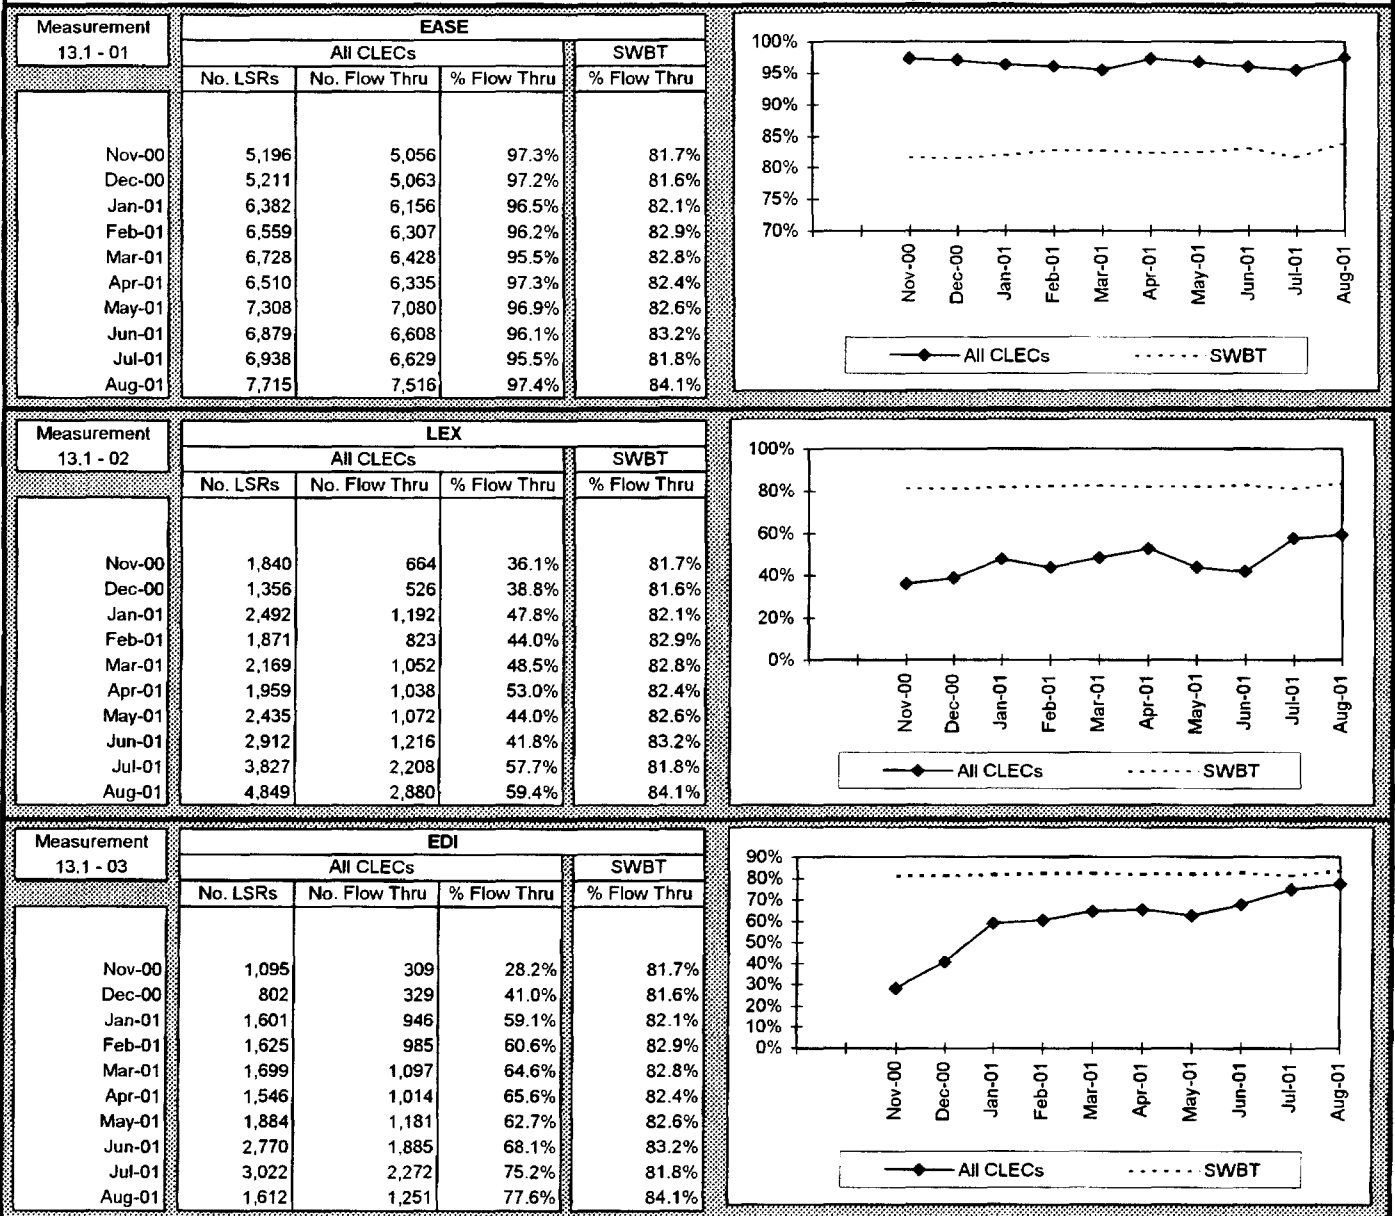 Measurement
13.1 - 01
EASE
All CLECs SWBT
No. LSRs No. Flow Thru % Flow Thru % Flow Thru
Nov-00 5,196 5,056 97.3% 81.7%
Dec-00 5,211 5,063 97.2% 81.6%
Jan-01 6,382 6,156 96.5% 82.1%
Feb-01 6,559 6,307 96.2% 82.9%
Mar-01 6,728 6,428 95.5% 82.8%
Apr-01 6,510 6,335 97.3% 82.4%
May-01 7,308 7,080 96.9% 82.6%
Jun-01 6,879 6,608 96.1% 83.2%
Jul-01 6,938 6,629 95.5% 81.8%
Aug-01 7,715 7,516 97.4% 84.1%
100%
95%
90%
85%
80%
75%
70%
Nov-00 Dec-00 Jan-01 Feb-01 Mar-01 Apr-01 May-01 Jun-01 Jul-01 Aug-01
All CLECs SWBT
Measurement
13.1 - 02
LEX
All CLECs SWBT
No. LSRs No. Flow Thru % Flow Thru % Flow Thru
Nov-00 1,840 664 36.1% 81.7%
Dec-00 1,356 526 38.8% 81.6%
Jan-01 2,492 1,192 47.8% 82.1%
Feb-01 1,871 823 44.0% 82.9%
Mar-01 2,169 1,052 48.5% 82.8%
Apr-01 1,959 1,038 53.0% 82.4%
May-01 2,435 1,072 44.0% 82.6%
Jun-01 2,912 1,216 41.8% 83.2%
Jul-01 3,827 2,208 57.7% 81.8%
Aug-01 4,849 2,880 59.4% 84.1%
100%
80%
60%
40%
20%
0%
Nov-00 Dec-00 Jan-01 Feb-01 Mar-01 Apr-01 May-01 Jun-01 Jul-01 Aug-01
All CLECs SWBT
Measurement
13.1 - 03
EDI
All CLECs SWBT
No. LSRs No. Flow Thru % Flow Thru % Flow Thru
Nov-00 1,095 309 28.2% 81.7%
Dec-00 802 329 41.0% 81.6%
Jan-01 1,601 946 59.1% 82.1%
Feb-01 1,625 985 60.6% 82.9%
Mar-01 1,699 1,097 64.6% 82.8%
Apr-01 1,546 1,014 65.6% 82.4%
May-01 1,884 1,181 62.7% 82.6%
Jun-01 2,770 1,885 68.1% 83.2%
Jul-01 3,022 2,272 75.2% 81.8%
Aug-01 1,612 1,251 77.6% 84.1%
90%
80%
70%
60%
50%
40%
30%
20%
10%
0%
Nov-00 Dec-00 Jan-01 Feb-01 Mar-01 Apr-01 May-01 Jun-01 Jul-01 Aug-01
All CLECs SWBT